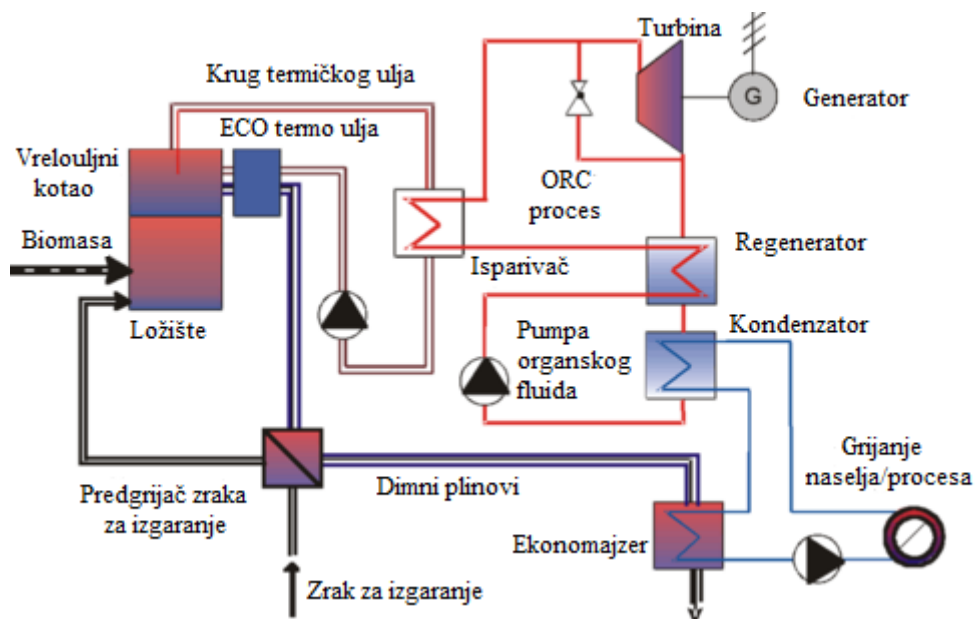 Turbina
Krug termičkog ulja
G
Generator
ECO termo ulja
Vrelouljni
kotao
ORC
proces
Biomasa
Regenerator
Isparivač
Ložište
Kondenzator
Pumpa
organskog
fluida
Grijanje
naselja/procesa
Predgrijač zraka
za izgaranje
Dimni plinovi
Ekonomajzer
Zrak za izgaranje